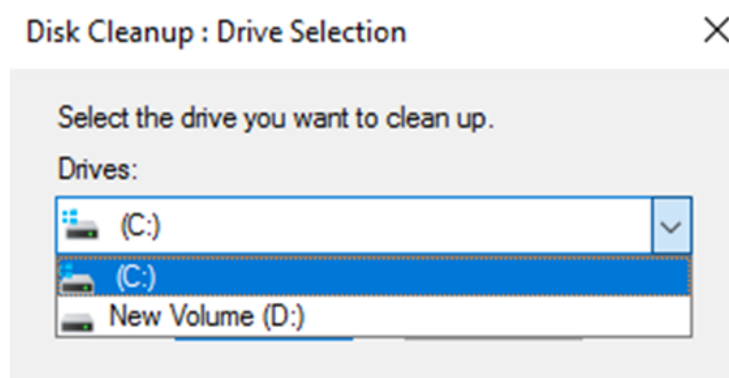 Disk Cleanup : Drive Selection
Select the drive you want to clean up.
Drives:
(C:)
(C:)
New Volume (D:)